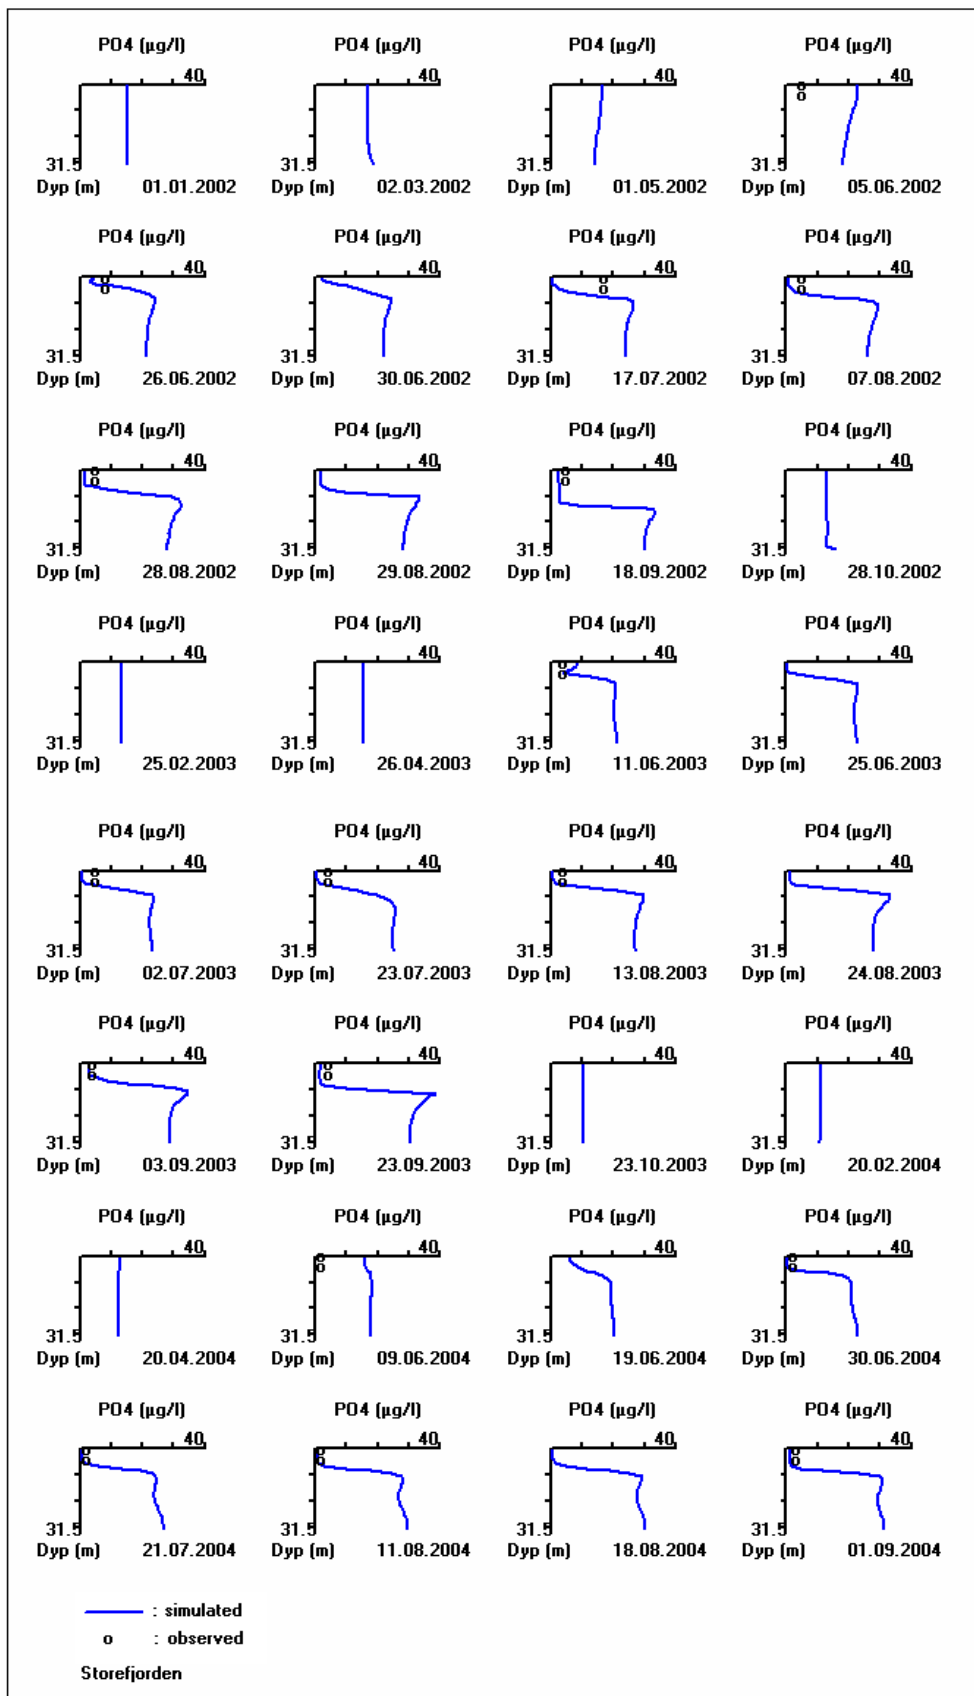 PO4 (µg/l) PO4 (µg/l) PO4 (µg/l) PO4 (µg/l)
40 40 40 40
31.5 31.5 31.5 31.5
Dyp (m) 01.01.2002 Dyp (m) 02.03.2002 Dyp (m) 01.05.2002 Dyp (m) 05.06.2002
PO4 (µg/l) PO4 (µg/l) PO4 (µg/l) PO4 (µg/l)
40 40 40 40
31.5 31.5 31.5 31.5
Dyp (m) 26.06.2002 Dyp (m) 30.06.2002 Dyp (m) 17.07.2002 Dyp (m) 07.08.2002
PO4 (µg/l) PO4 (µg/l) PO4 (µg/l) PO4 (µg/l)
40 40 40 40
31.5 31.5 31.5 31.5
Dyp (m) 28.08.2002 Dyp (m) 29.08.2002 Dyp (m) 18.09.2002 Dyp (m) 28.10.2002
PO4 (µg/l) PO4 (µg/l) PO4 (µg/l) PO4 (µg/l)
40 40 40 40
31.5 31.5 31.5 31.5
Dyp (m) 25.02.2003 Dyp (m) 26.04.2003 Dyp (m) 11.06.2003 Dyp (m) 25.06.2003
PO4 (µg/l) PO4 (µg/l) PO4 (µg/l) PO4 (µg/l)
40 40 40 40
31.5 31.5 31.5 31.5
Dyp (m) 02.07.2003 Dyp (m) 23.07.2003 Dyp (m) 13.08.2003 Dyp (m) 24.08.2003
PO4 (µg/l) PO4 (µg/l) PO4 (µg/l) PO4 (µg/l)
40 40 40 40
31.5 31.5 31.5 31.5
Dyp (m) 03.09.2003 Dyp (m) 23.09.2003 Dyp (m) 23.10.2003 Dyp (m) 20.02.2004
PO4 (µg/l) PO4 (µg/l) PO4 (µg/l) PO4 (µg/l)
40 40 40 40
31.5 31.5 31.5 31.5
Dyp (m) 20.04.2004 Dyp (m) 09.06.2004 Dyp (m) 19.06.2004 Dyp (m) 30.06.2004
PO4 (µg/l) PO4 (µg/l) PO4 (µg/l) PO4 (µg/l)
40 40 40 40
31.5 31.5 31.5 31.5
Dyp (m) 21.07.2004 Dyp (m) 11.08.2004 Dyp (m) 18.08.2004 Dyp (m) 01.09.2004
: simulated
o : observed
Storefjorden